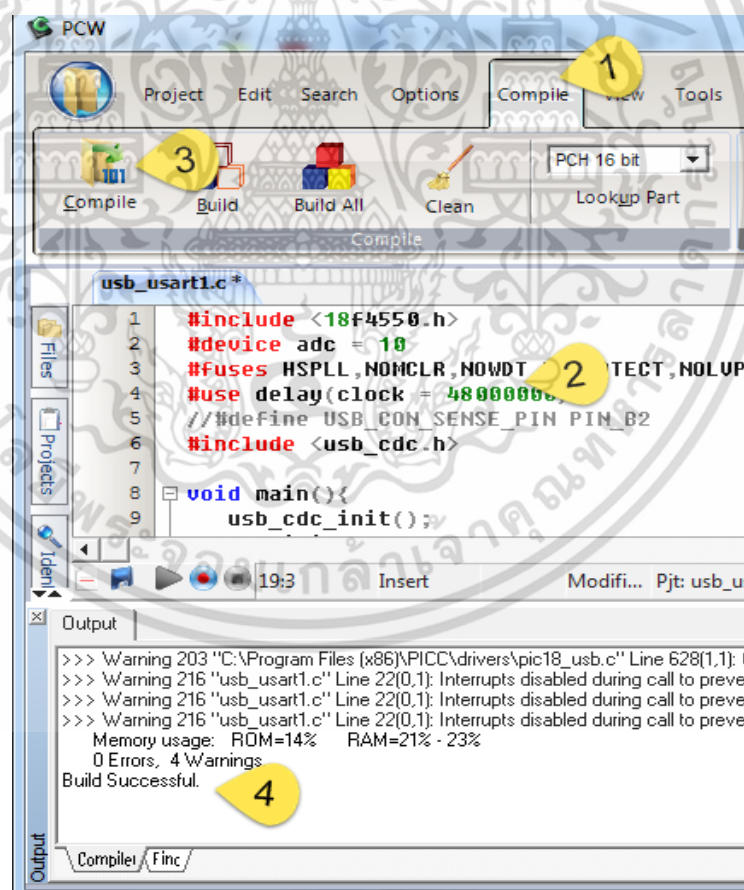 PCW
1
Project Edit Search Options Compile View Tools
3
PCH 16 bit
Compile Build Build All Clean Lookup Part
Compile
usb_usart1.c *
Files
Projects
1 #include <18f4550.h>
2 #device adc = 10
3 #fuses HSPLL,NOMCLR,NOWDT TECT,NOLVP
4 #use delay(clock = 48000000)
2
5 //#define USB_CON_SENSE_PIN PIN_B2
6 #include <usb_cdc.h>
7
8 void main(){
9 usb_cdc_init();
Iden
19:3 Insert Modifi... Pjt: usb_u
Output
>>> Warning 203 "C:\Program Files (x86)\PICC\drivers\pic18_usb.c" Line 628(1,1):
>>> Warning 216 "usb_usart1.c" Line 22(0,1): Interrupts disabled during call to preve
>>> Warning 216 "usb_usart1.c" Line 22(0,1): Interrupts disabled during call to preve
>>> Warning 216 "usb_usart1.c" Line 22(0,1): Interrupts disabled during call to preve
Memory usage: ROM=14% RAM=21% - 23%
0 Errors, 4 Warnings.
Build Successful.
4
Output
Compiler Finc